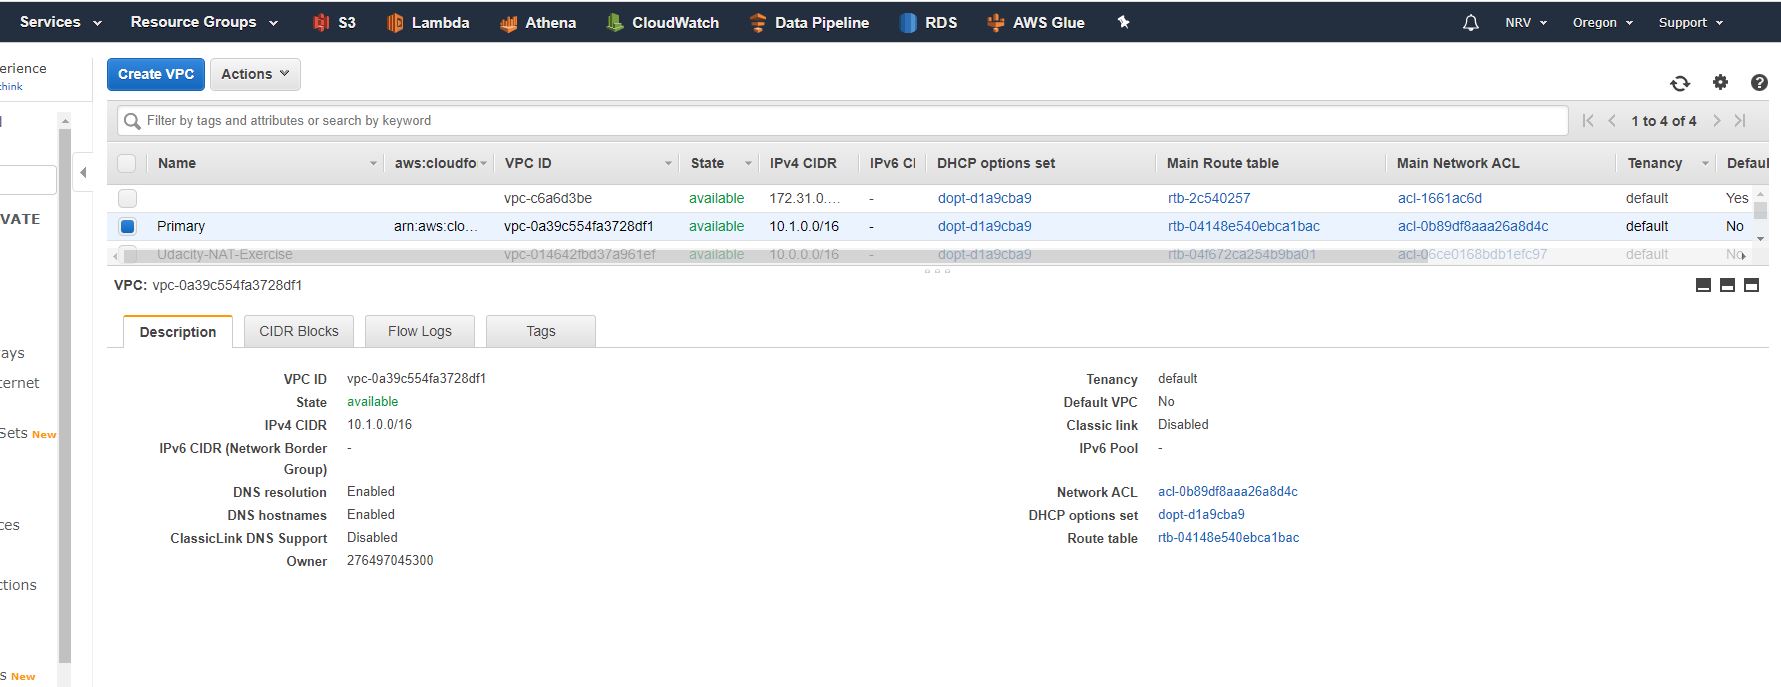 Services Resource Groups S3 Lambda Athena CloudWatch Data Pipeline RDS AWS Glue NRV Oregon Support
erience
think
Create VPC Actions
Filter by tags and attributes or search by keyword
1 to 4 of 4
Name aws:cloudfo VPC ID State IPv4 CIDR IPv6 CI DHCP options set Main Route table Main Network ACL Tenancy Defaul
vpc-c6a6d3be available 172.31.0.... - dopt-d1a9cba9 rtb-2c540257 acl-1661ac6d default Yes
Primary arn:aws:clo... vpc-0a39c554fa3728df1 available 10.1.0.0/16 - dopt-d1a9cba9 rtb-04148e540ebca1bac acl-0b89df8aaa26a8d4c default No
Udacity-NAT-Exercise vpc-014642fbd37a961ef available 10.0.0.0/16 - dopt-d1a9cba9 rtb-04f672ca254b9ba01 acl-06ce0168bdb1efc97 default No
VPC: vpc-0a39c554fa3728df1
Description CIDR Blocks Flow Logs Tags
VPC ID vpc-0a39c554fa3728df1
State available
IPv4 CIDR 10.1.0.0/16
IPv6 CIDR (Network Border
Group) -
DNS resolution Enabled
DNS hostnames Enabled
ClassicLink DNS Support Disabled
Owner 276497045300
Tenancy default
Default VPC No
Classic link Disabled
IPv6 Pool -
Network ACL acl-0b89df8aaa26a8d4c
DHCP options set dopt-d1a9cba9
Route table rtb-04148e540ebca1bac
VATE
ays
ternet
Sets New
ces
ctions
s New